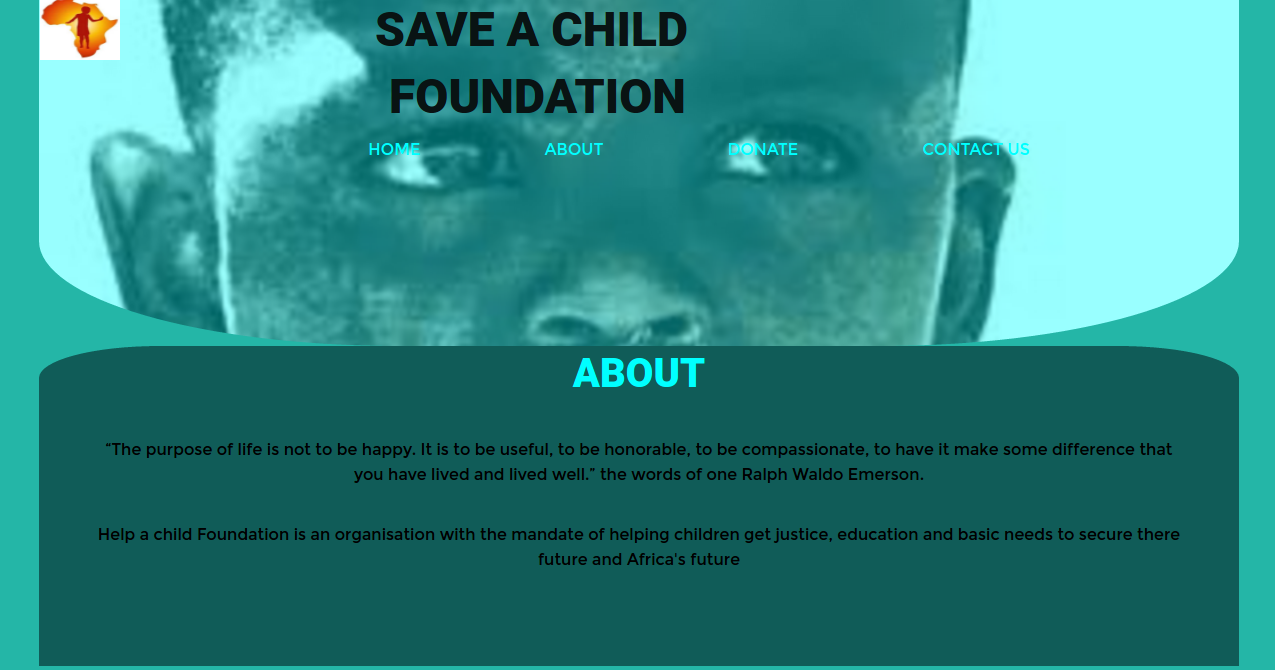 SAVE A CHILD
FOUNDATION
HOME ABOUT DONATE CONTACT US
ABOUT
“The purpose of life is not to be happy. It is to be useful, to be honorable, to be compassionate, to have it make some difference that
you have lived and lived well.” the words of one Ralph Waldo Emerson.
Help a child Foundation is an organisation with the mandate of helping children get justice, education and basic needs to secure there
future and Africa's future